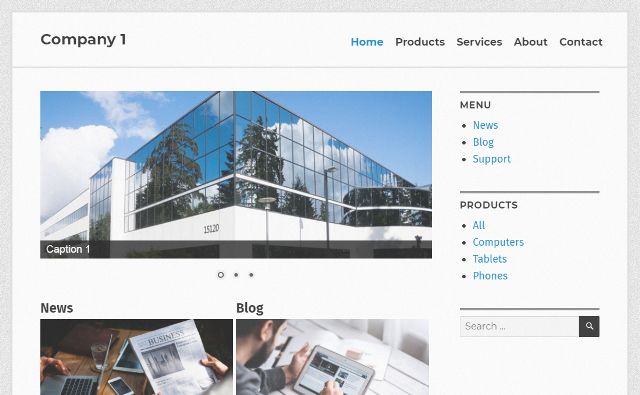 Company 1
Home Products Services About Contact
15120
Caption 1
MENU
News
Blog
Support
PRODUCTS
All
Computers
Tablets
Phones
Search ...
News
Blog
BUSINESS